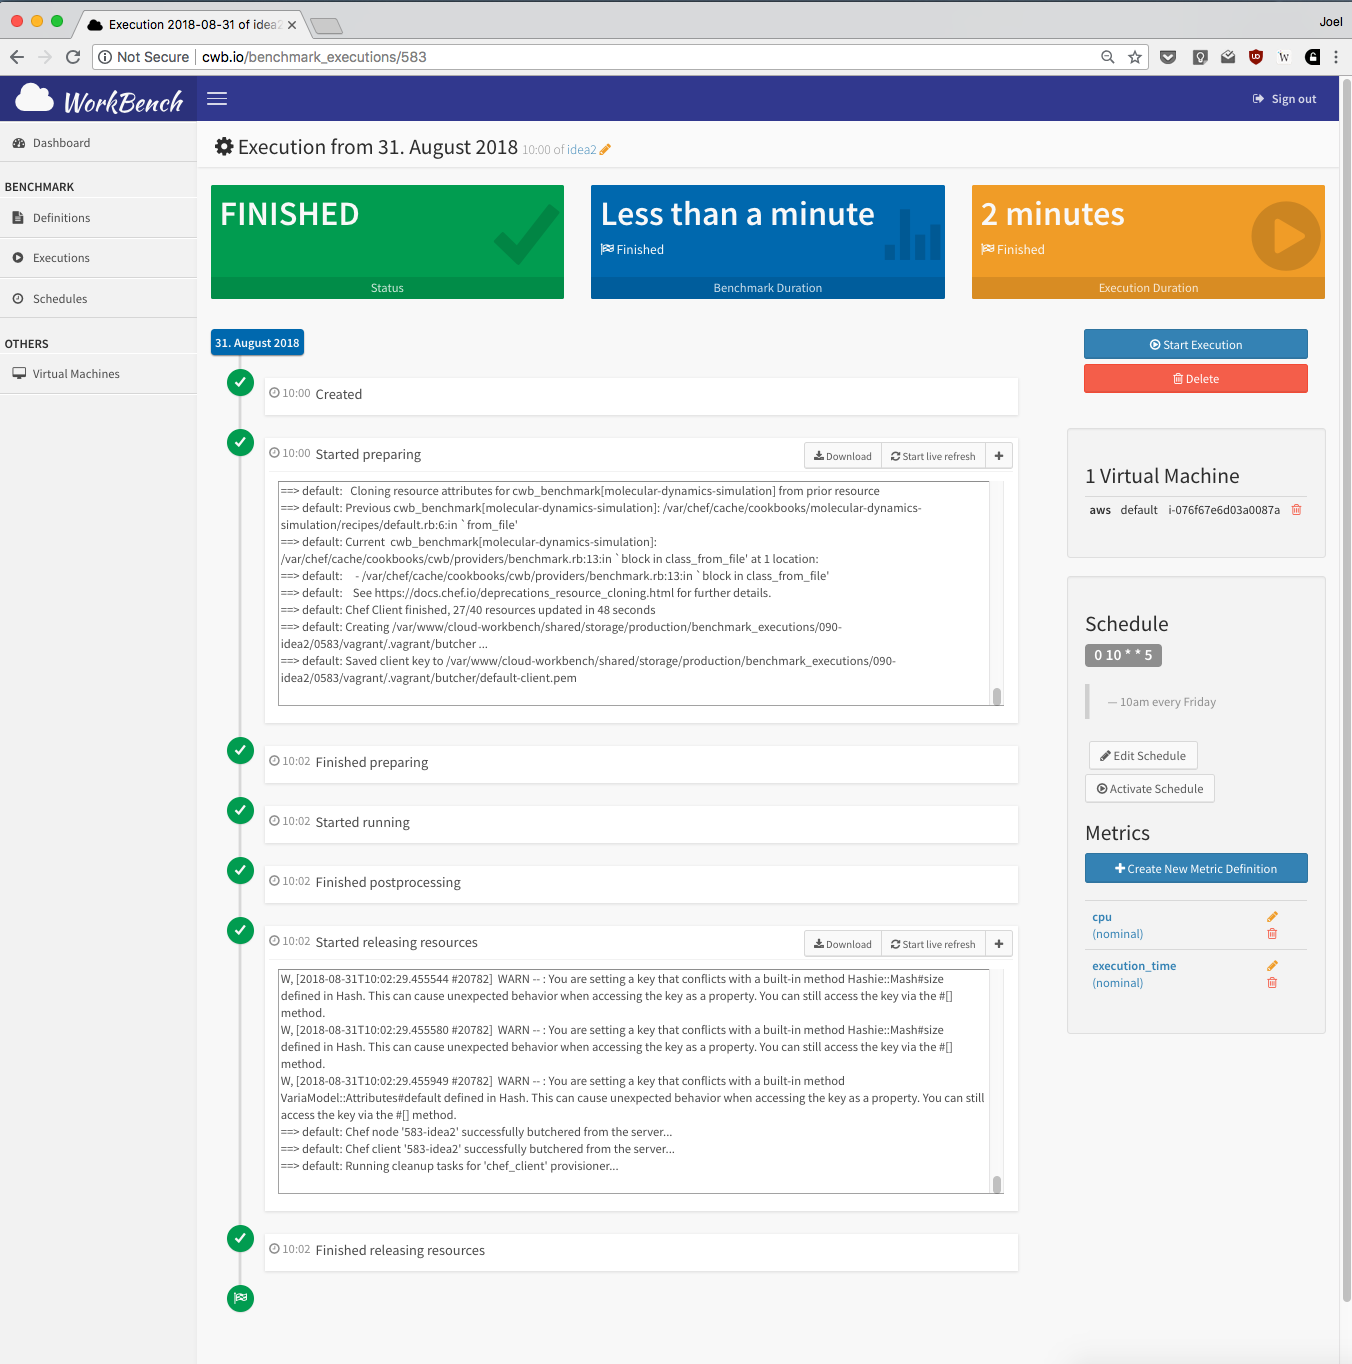 Execution 2018-08-31 of idea2
Joel
Not Secure cwb.io/benchmark_executions/583
WorkBench
Sign out
Dashboard
BENCHMARK
Definitions
Executions
Schedules
OTHERS
Virtual Machines
Execution from 31. August 2018 10:00 of idea2
FINISHED
Status
Less than a minute
Finished
Benchmark Duration
2 minutes
Finished
Execution Duration
31. August 2018
10:00 Created
10:00 Started preparing
Download
Start live refresh
==> default:   Cloning resource attributes for cwb_benchmark[molecular-dynamics-simulation] from prior resource
==> default: Previous cwb_benchmark[molecular-dynamics-simulation]: /var/chef/cache/cookbooks/molecular-dynamics-
simulation/recipes/default.rb:6:in `from_file'
==> default: Current  cwb_benchmark[molecular-dynamics-simulation]:
/var/chef/cache/cookbooks/cwb/providers/benchmark.rb:13:in `block in class_from_file' at 1 location:
==> default:     - /var/chef/cache/cookbooks/cwb/providers/benchmark.rb:13:in `block in class_from_file'
==> default:    See https://docs.chef.io/deprecations_resource_cloning.html for further details.
==> default: Chef Client finished, 27/40 resources updated in 48 seconds
==> default: Creating /var/www/cloud-workbench/shared/storage/production/benchmark_executions/090-
idea2/0583/vagrant/.vagrant/butcher ...
==> default: Saved client key to /var/www/cloud-workbench/shared/storage/production/benchmark_executions/090-
idea2/0583/vagrant/.vagrant/butcher/default-client.pem
10:02 Finished preparing
10:02 Started running
10:02 Finished postprocessing
10:02 Started releasing resources
Download
Start live refresh
W, [2018-08-31T10:02:29.455544 #20782]  WARN -- : You are setting a key that conflicts with a built-in method Hashie::Mash#size
defined in Hash. This can cause unexpected behavior when accessing the key as a property. You can still access the key via the #[]
method.
W, [2018-08-31T10:02:29.455580 #20782]  WARN -- : You are setting a key that conflicts with a built-in method Hashie::Mash#size
defined in Hash. This can cause unexpected behavior when accessing the key as a property. You can still access the key via the #[]
method.
W, [2018-08-31T10:02:29.455949 #20782]  WARN -- : You are setting a key that conflicts with a built-in method
VariaModel::Attributes#default defined in Hash. This can cause unexpected behavior when accessing the key as a property. You can still
access the key via the #[] method.
==> default: Chef node '583-idea2' successfully butchered from the server...
==> default: Chef client '583-idea2' successfully butchered from the server...
==> default: Running cleanup tasks for 'chef_client' provisioner...
10:02 Finished releasing resources
Start Execution
Delete
1 Virtual Machine
aws default i-076f67e6d03a0087a
Schedule
0 10 * * 5
— 10am every Friday
Edit Schedule
Activate Schedule
Metrics
Create New Metric Definition
cpu
(nominal)
execution_time
(nominal)